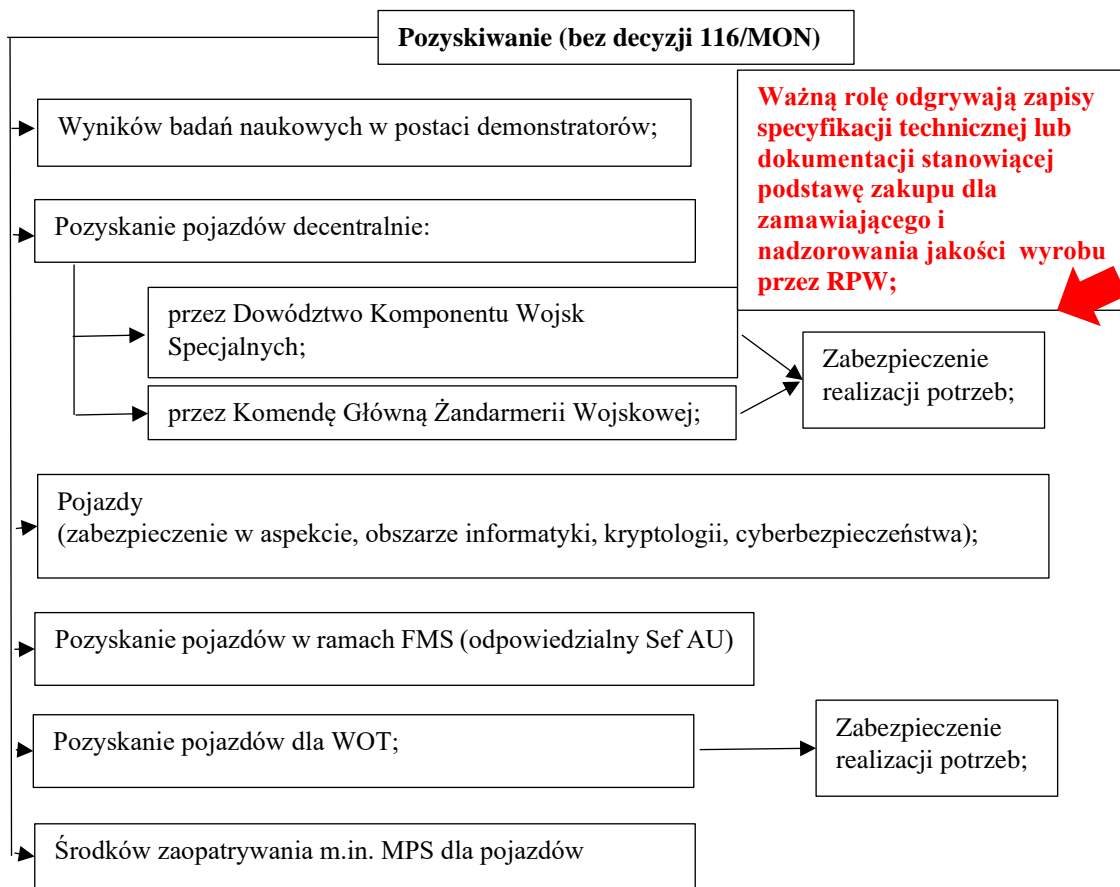 Pozyskiwanie (bez decyzji 116/MON)
Ważną rolę odgrywają zapisy
specyfikacji technicznej lub
dokumentacji stanowiącej
podstawę zakupu dla
zamawiającego i
nadzorowania jakości wyrobu
przez RPW;
Wyników badań naukowych w postaci demonstratorów;
Pozyskanie pojazdów decentralnie:
przez Dowództwo Komponentu Wojsk
Specjalnych;
przez Komendę Główną Żandarmerii Wojskowej;
Zabezpieczenie
realizacji potrzeb;
Pojazdy
(zabezpieczenie w aspekcie, obszarze informatyki, kryptologii, cyberbezpieczeństwa);
Pozyskanie pojazdów w ramach FMS (odpowiedzialny Sef AU)
Pozyskanie pojazdów dla WOT;
Zabezpieczenie
realizacji potrzeb;
Środków zaopatrywania m.in. MPS dla pojazdów